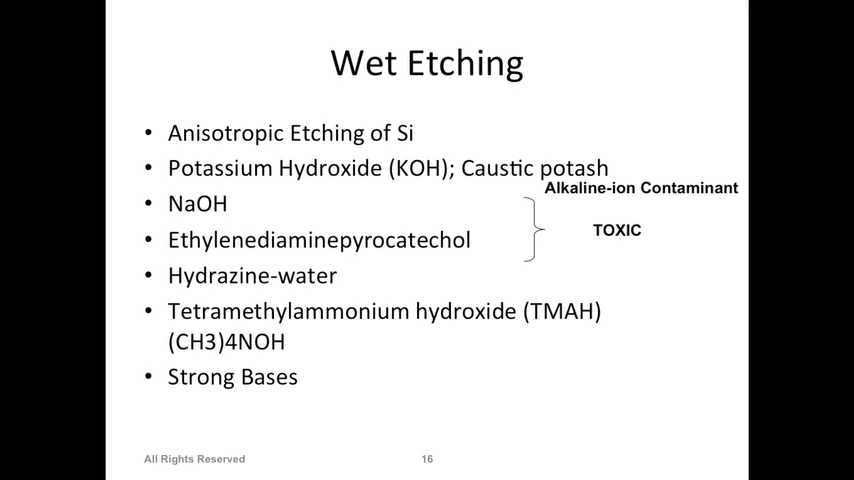 Wet Etching
• Anisotropic Etching of Si
• Potassium Hydroxide (KOH); Caustic potash
Alkaline-ion Contaminant
• NaOH
TOXIC
• Ethylenediaminepyrocatechol
• Hydrazine-water
• Tetramethylammonium hydroxide (TMAH)
(CH3)4NOH
• Strong Bases
All Rights Reserved
16